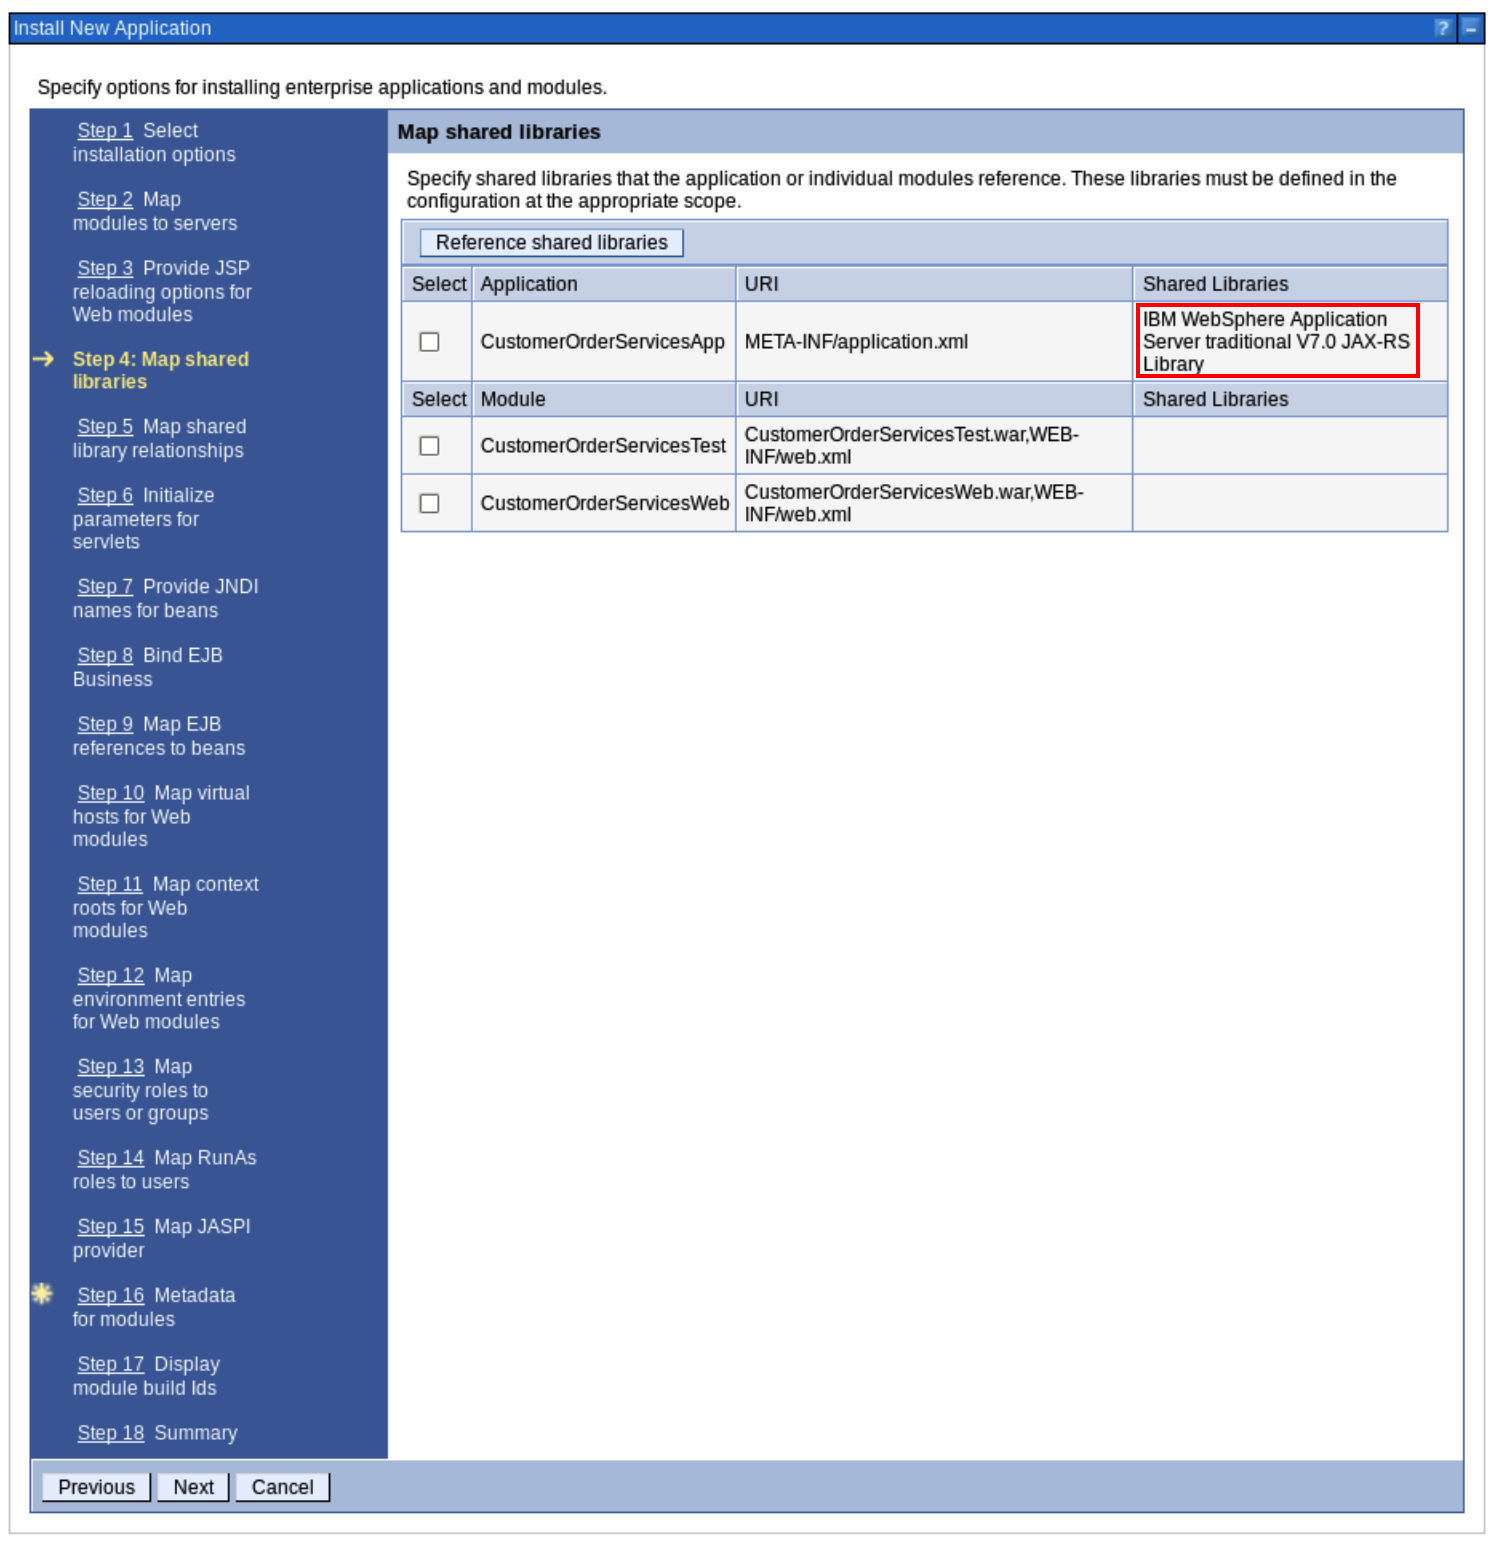 Install New Application
?
Specify options for installing enterprise applications and modules.
Step 1 Select
installation options
Step 2 Map
modules to servers
Step 3 Provide JSP
reloading options for
Web modules
Step 4: Map shared
libraries
Step 5 Map shared
library relationships
Step 6 Initialize
parameters for
servlets
Step 7 Provide JNDI
names for beans
Step 8 Bind EJB
Business
Step 9 Map EJB
references to beans
Step 10 Map virtual
hosts for Web
modules
Step 11 Map context
roots for Web
modules
Step 12 Map
environment entries
for Web modules
Step 13 Map
security roles to
users or groups
Step 14 Map RunAs
roles to users
Step 15 Map JASPI
provider
Step 16 Metadata
for modules
Step 17 Display
module build Ids
Step 18 Summary
Map shared libraries
Specify shared libraries that the application or individual modules reference. These libraries must be defined in the
configuration at the appropriate scope.
Reference shared libraries
Select Application URI Shared Libraries
CustomerOrderServicesApp META-INF/application.xml IBM WebSphere Application
Server traditional V7.0 JAX-RS
Library
Select Module URI Shared Libraries
CustomerOrderServicesTest CustomerOrderServicesTest.war,WEB-
INF/web.xml
CustomerOrderServicesWeb CustomerOrderServicesWeb.war,WEB-
INF/web.xml
Previous Next Cancel